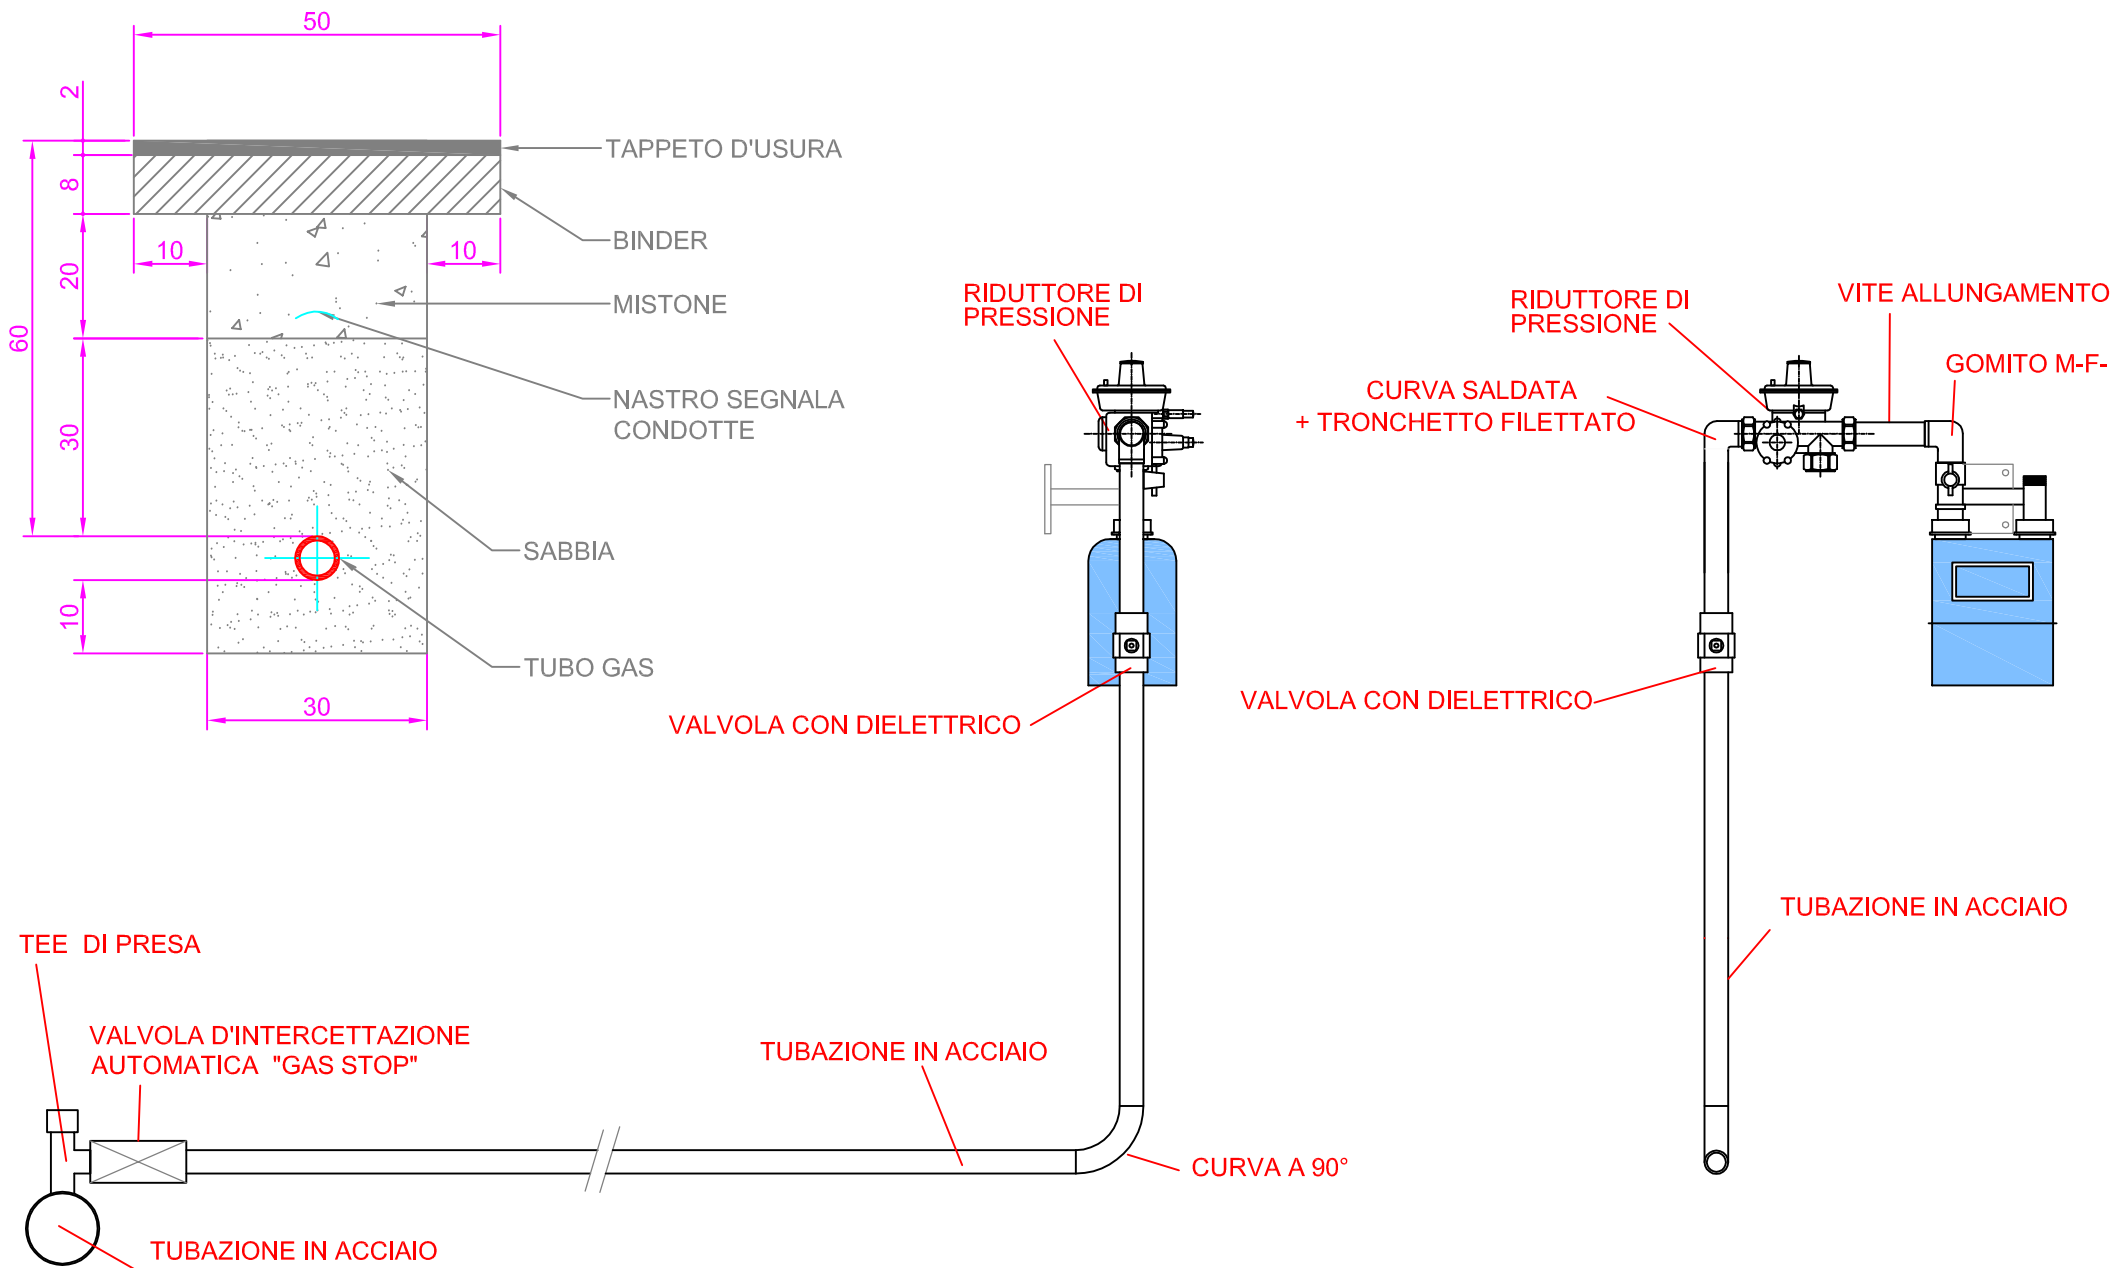 50
2
TAPPETO D'USURA
8
BINDER
10
10
20
MISTONE
60
NASTRO SEGNALA
CONDOTTE
30
SABBIA
10
TUBO GAS
30
RIDUTTORE DI
PRESSIONE
VALVOLA CON DIELETTRICO
RIDUTTORE DI
PRESSIONE
VITE ALLUNGAMENTO
GOMITO M-F-
CURVA SALDATA
+ TRONCHETTO FILETTATO
VALVOLA CON DIELETTRICO
TUBAZIONE IN ACCIAIO
TEE DI PRESA
VALVOLA D'INTERCETTAZIONE
AUTOMATICA "GAS STOP"
TUBAZIONE IN ACCIAIO
CURVA A 90°
TUBAZIONE IN ACCIAIO